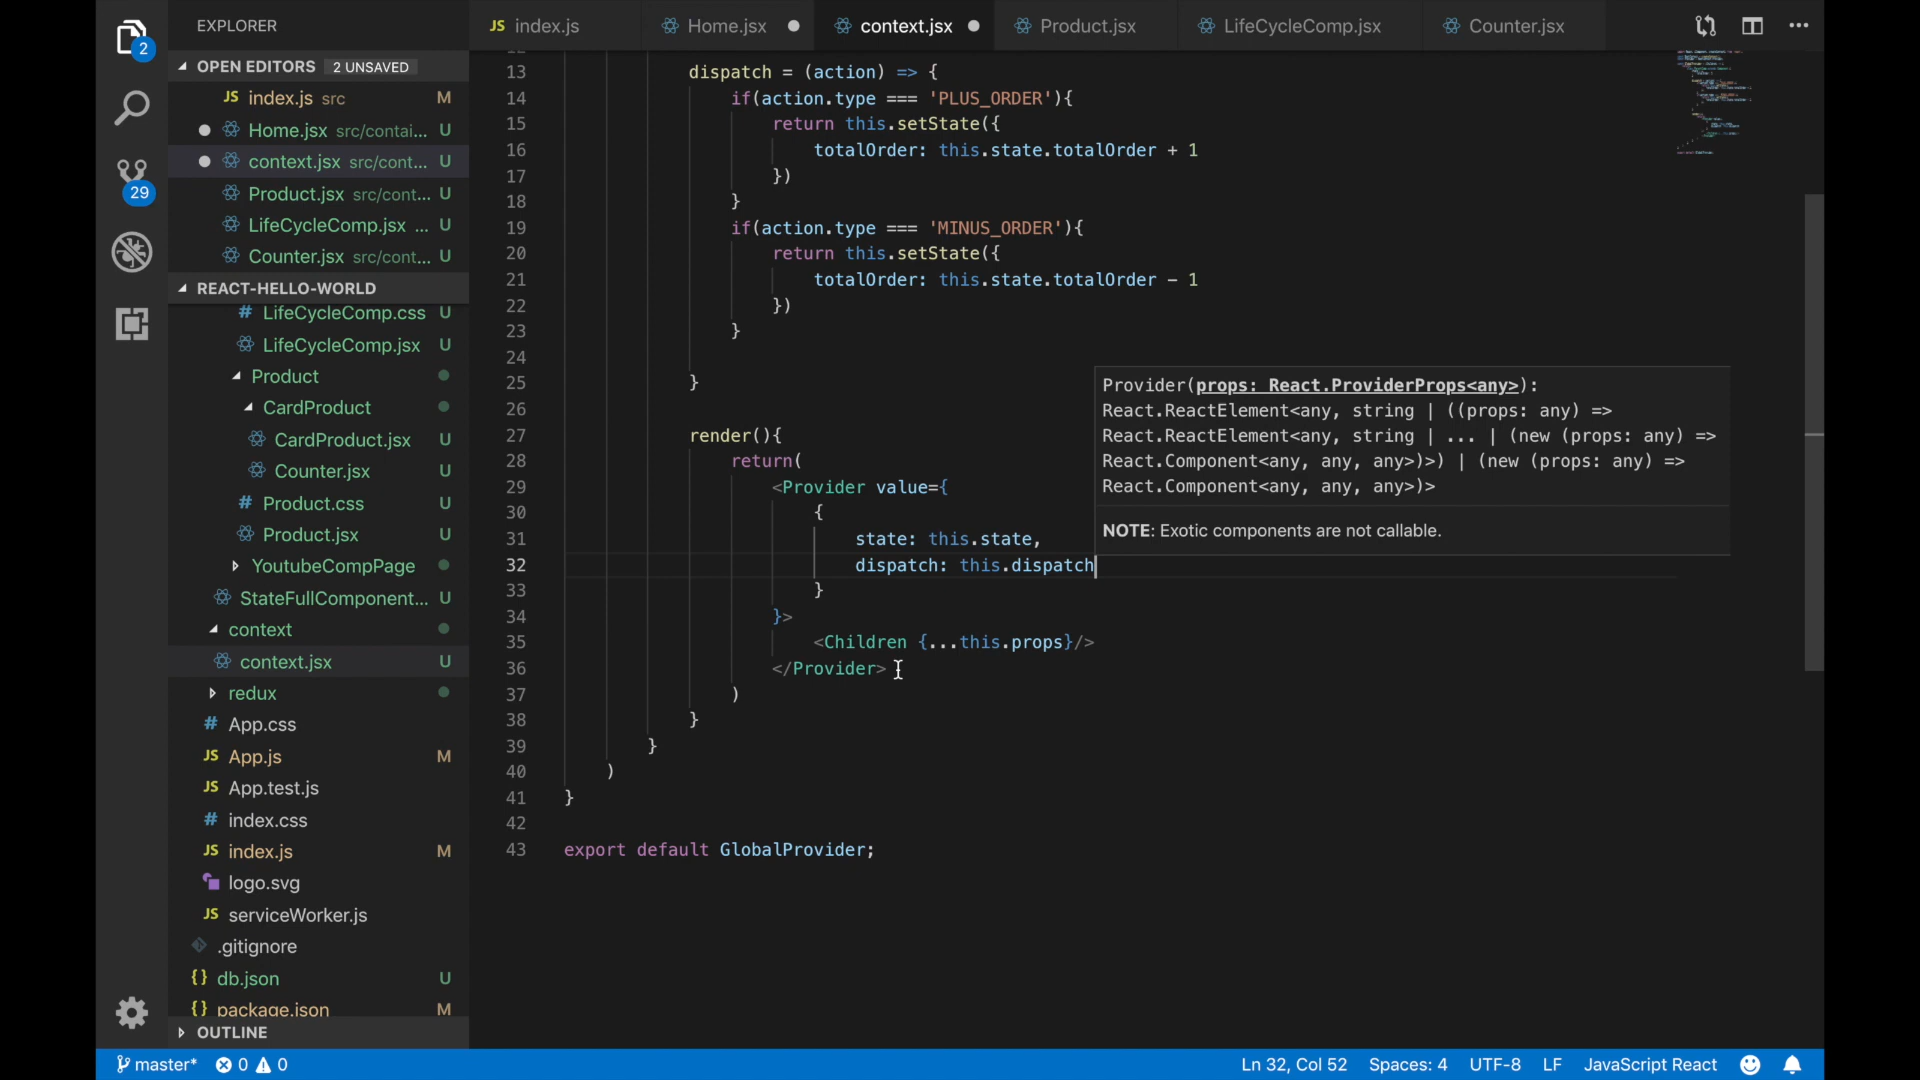 EXPLORER
index.js
Home.jsx
context.jsx
Product.jsx
LifeCycleComp.jsx
Counter.jsx
2
OPEN EDITORS 2 UNSAVED
JS index.js src M
Home.jsx src/contai... U
context.jsx src/cont... U
Product.jsx src/cont... U
LifeCycleComp.jsx ... U
Counter.jsx src/cont... U
29
REACT-HELLO-WORLD
# LifeCycleComp.css U
LifeCycleComp.jsx U
Product
CardProduct
CardProduct.jsx U
Counter.jsx U
# Product.css U
Product.jsx U
YoutubeCompPage
StateFullComponent... U
context
context.jsx U
redux
# App.css
JS App.js M
JS App.test.js
# index.css
JS index.js M
logo.svg
JS serviceWorker.js
.gitignore
{} db.json U
{} package.json M
OUTLINE
13 dispatch = (action) => {
14 if(action.type === 'PLUS_ORDER'){
15 return this.setState({
16 totalOrder: this.state.totalOrder + 1
17 })
18 }
19 if(action.type === 'MINUS_ORDER'){
20 return this.setState({
21 totalOrder: this.state.totalOrder - 1
22 })
23 }
24
25 }
26
27 render(){
28 return(
29 <Provider value={
30 {
31 state: this.state,
32 dispatch: this.dispatch
33 }
34 }>
35 <Children {...this.props}/>
36 </Provider>
37 )
38 }
39 }
40 )
41 }
42
43 export default GlobalProvider;
Provider(props: React.ProviderProps<any>):
React.ReactElement<any, string | ((props: any) =>
React.ReactElement<any, string | ... | (new (props: any) =>
React.Component<any, any, any>)>) | (new (props: any) =>
React.Component<any, any, any>)>
NOTE: Exotic components are not callable.
master* 0 0 Ln 32, Col 52 Spaces: 4 UTF-8 LF JavaScript React